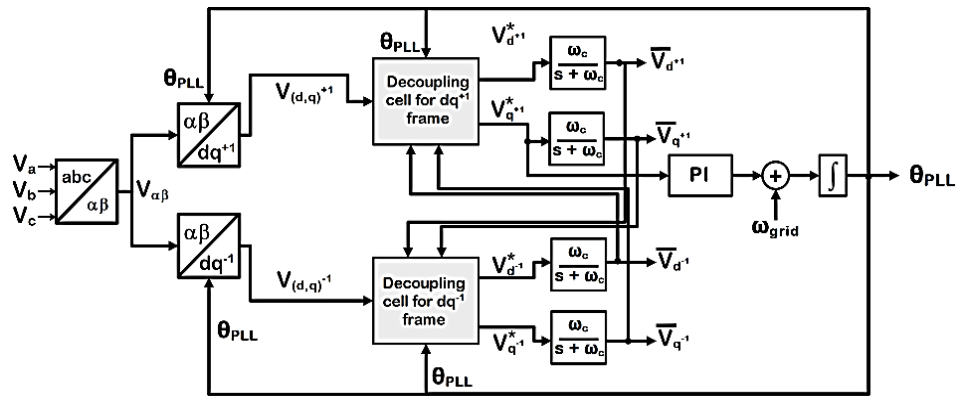 θPLL
V*d⁺¹
ωc
s + ωc
V̅d⁺¹
θPLL
V(d,q)⁺¹
Decoupling
cell for dq⁺¹
frame
V*q⁺¹
ωc
s + ωc
V̅q⁺¹
αβ
dq⁺¹
Va
Vb
Vc
abc
αβ
Vαβ
PI
+
∫
θPLL
ωgrid
αβ
dq⁻¹
V(d,q)⁻¹
Decoupling
cell for dq⁻¹
frame
V*d⁻¹
ωc
s + ωc
V̅d⁻¹
θPLL
V*q⁻¹
ωc
s + ωc
V̅q⁻¹
θPLL